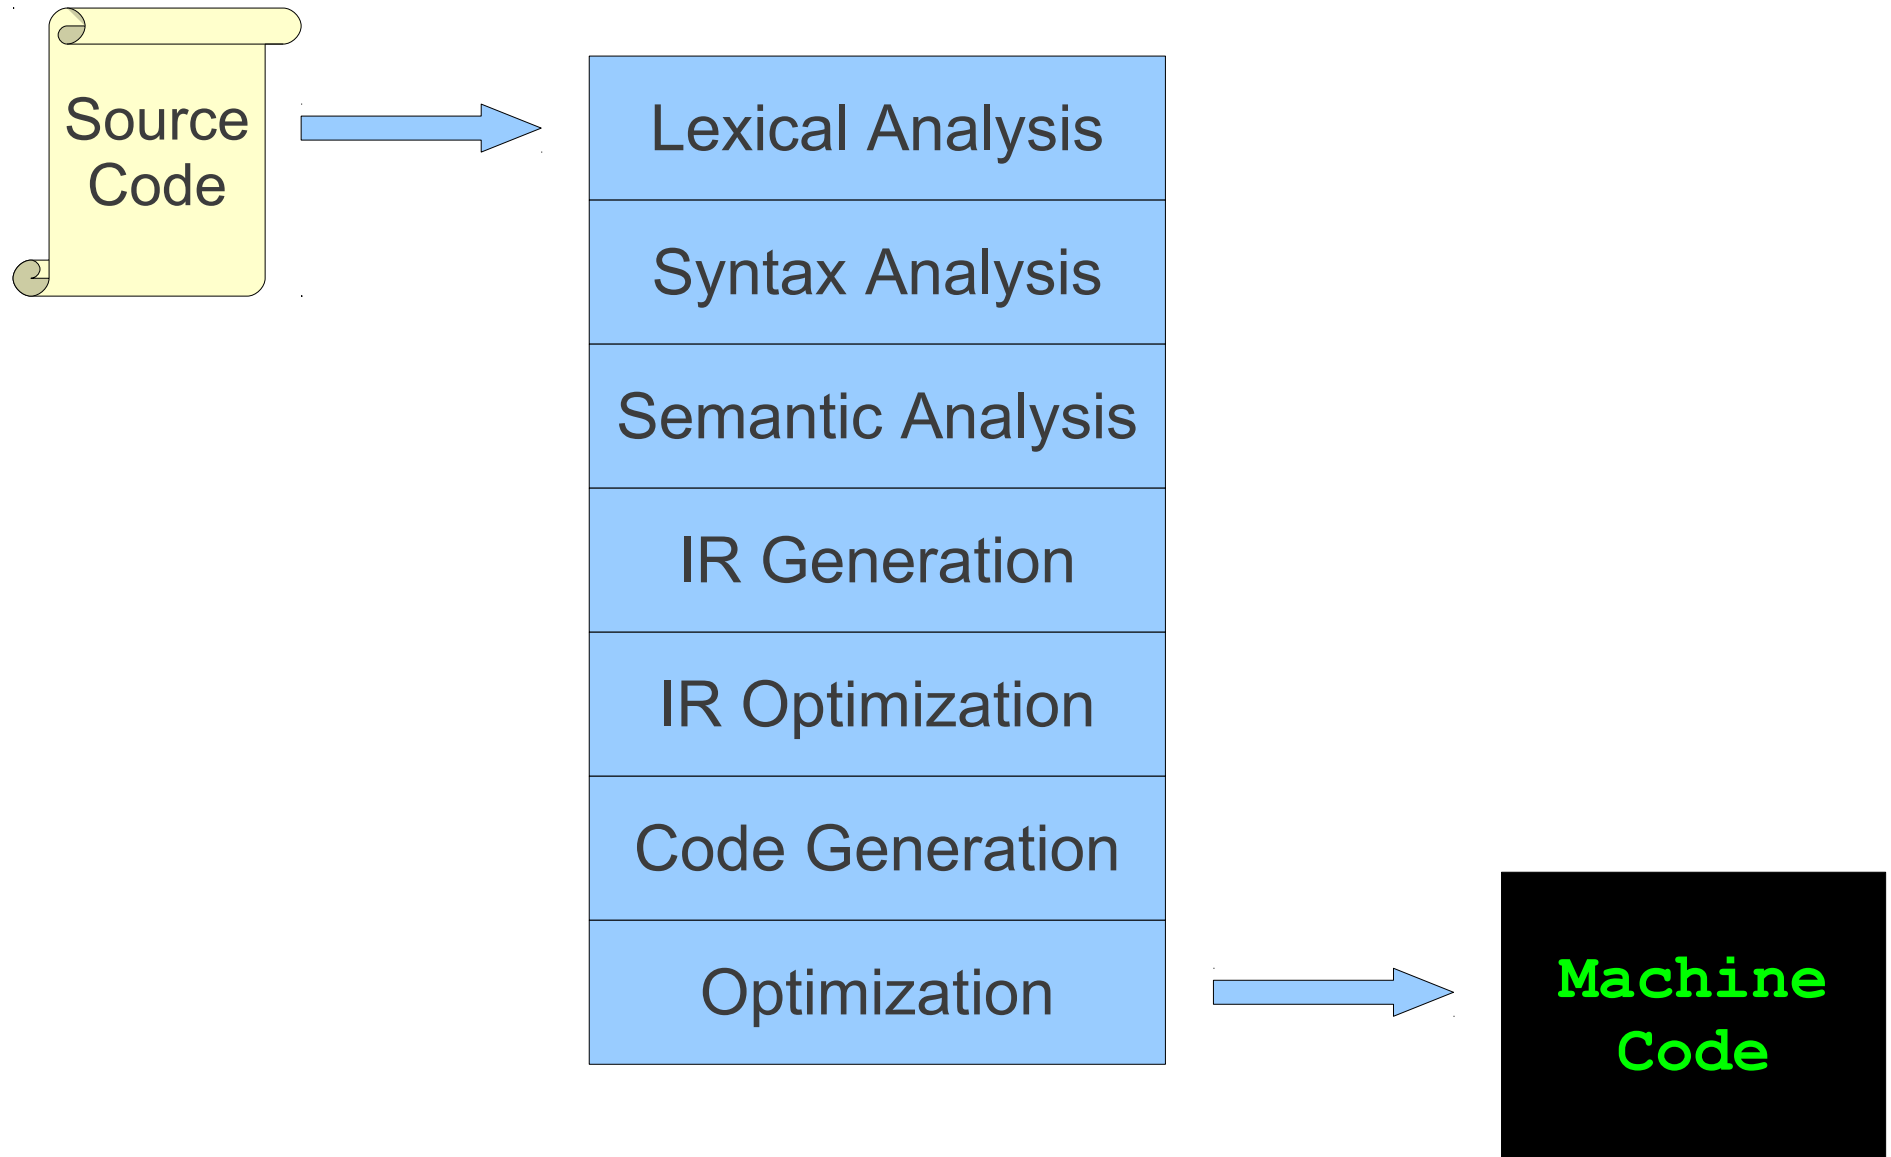 Source
Code
Lexical Analysis
Syntax Analysis
Semantic Analysis
IR Generation
IR Optimization
Code Generation
Optimization
Machine
Code